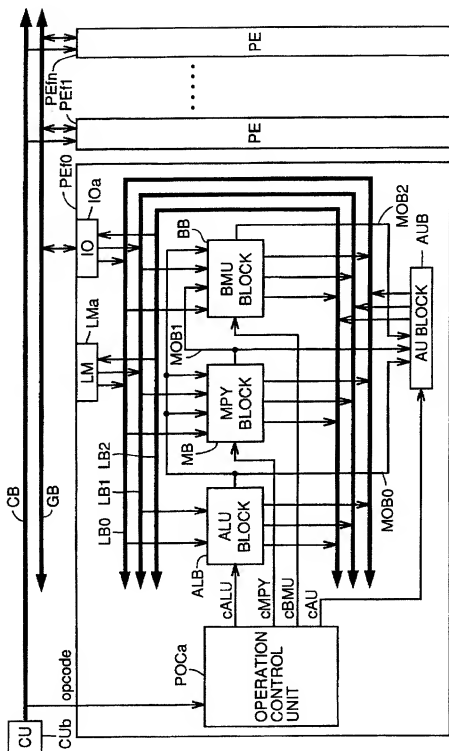 CU
CUb
CB
GB
opcode
PEf0
PEf1
PEfn
PE
PE
LM
LMa
IO
IOa
LB0
LB1
LB2
POCa
OPERATION
CONTROL
UNIT
cALU
cMPY
cBMU
cAU
ALB
ALU
BLOCK
MB
MPY
BLOCK
MOB1
BB
BMU
BLOCK
MOB0
MOB2
AUB
AU BLOCK